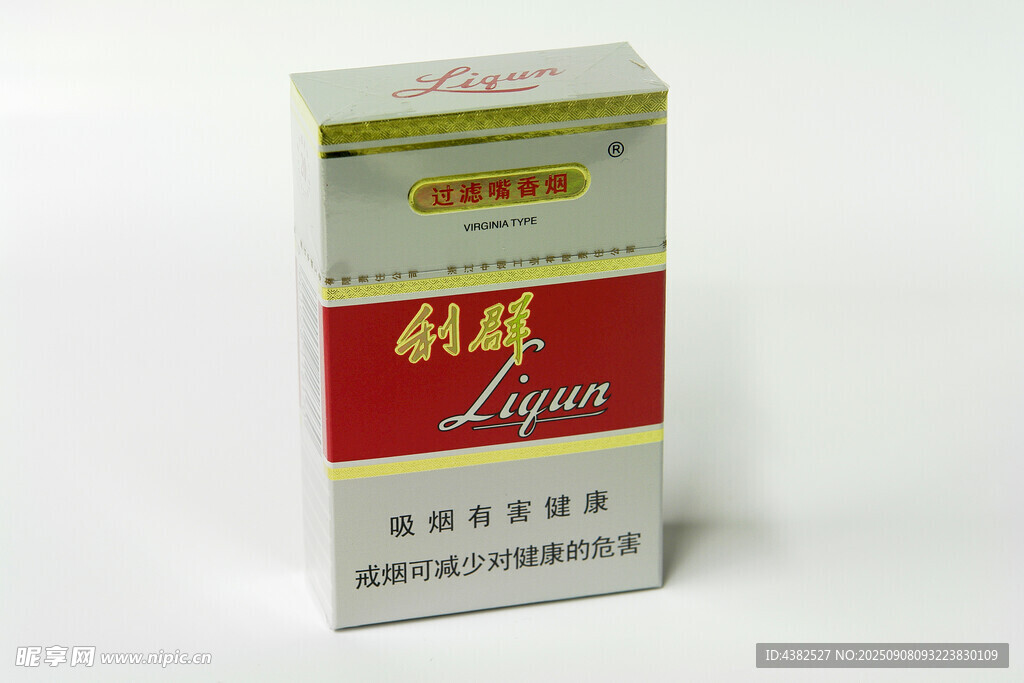 Liqun
®
过滤嘴香烟
VIRGINIA TYPE
利群
Liqun
吸烟有害健康
戒烟可减少对健康的危害
昵享网 www.nipic.cn
ID:4382527 NO:20250908093223830109